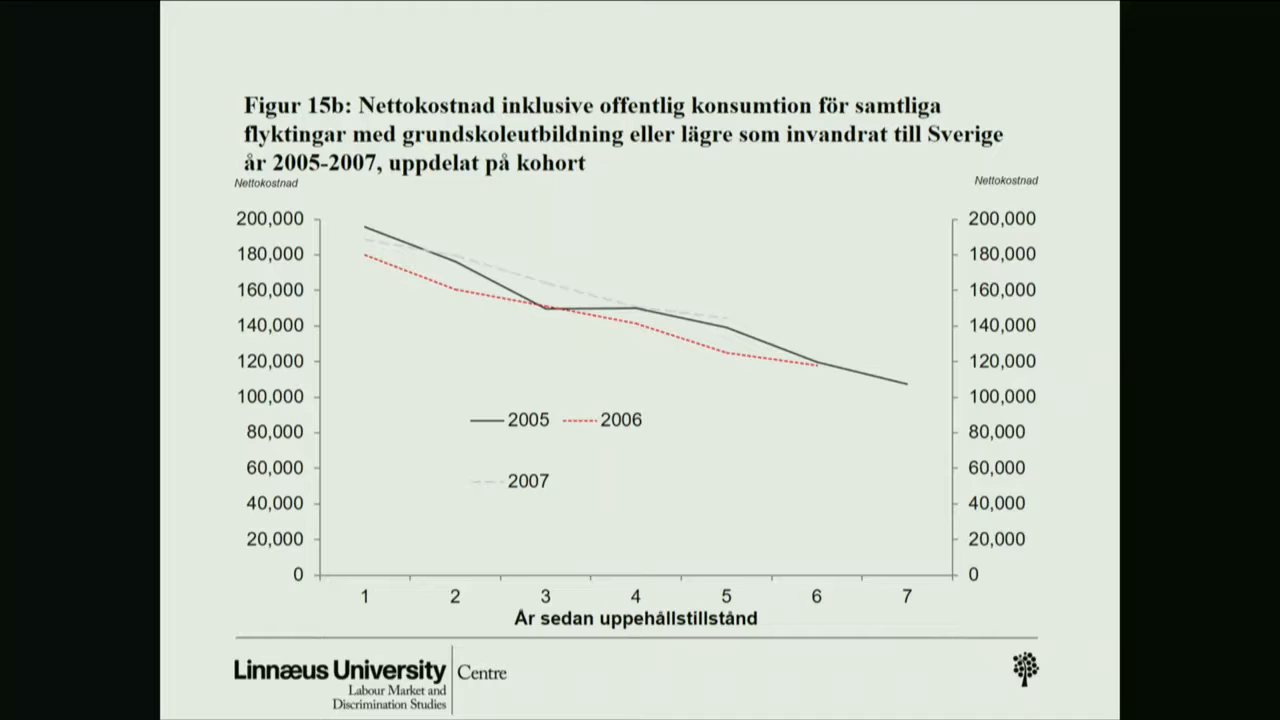 Figur 15b: Nettokostnad inklusive offentlig konsumtion för samtliga
flyktingar med grundskoleutbildning eller lägre som invandrat till Sverige
år 2005-2007, uppdelat på kohort
Nettokostnad Nettokostnad
200,000 200,000
180,000 180,000
160,000 160,000
140,000 140,000
120,000 120,000
100,000 100,000
2005 2006
80,000 80,000
2007
60,000 60,000
40,000 40,000
20,000 20,000
0 0
1 2 3 4 5 6 7
År sedan uppehållstillstånd
Linnæus University Centre
Labour Market and
Discrimination Studies